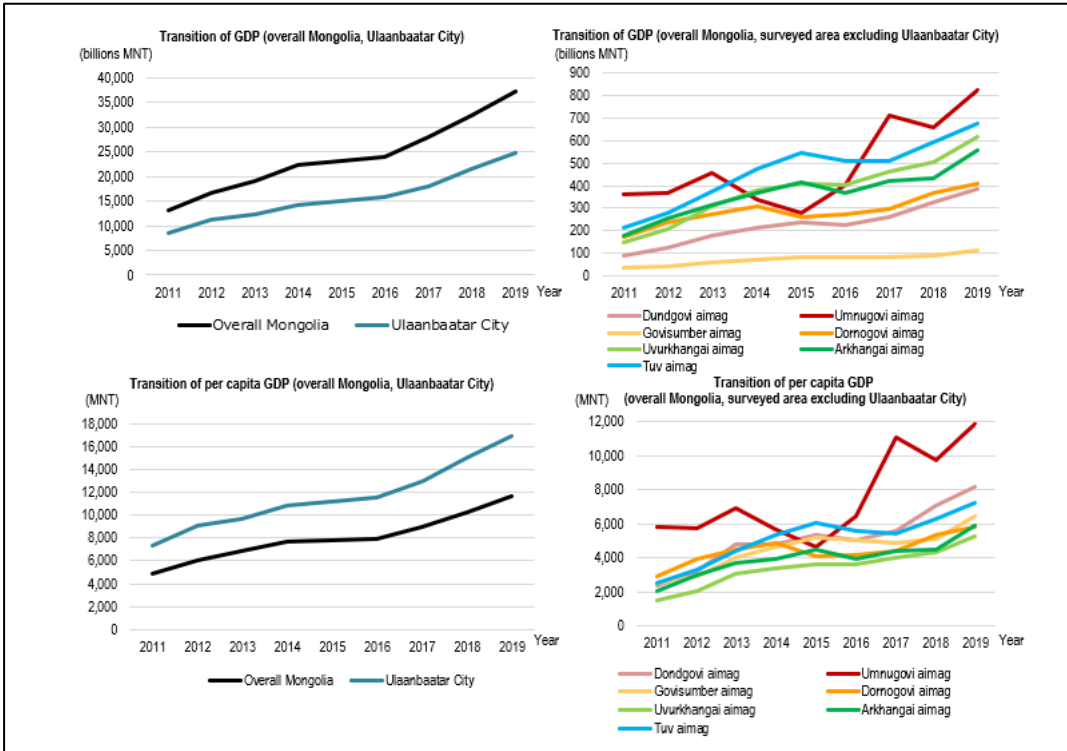 Transition of GDP (overall Mongolia, Ulaanbaatar City)
(billions MNT)
40,000
35,000
30,000
25,000
20,000
15,000
10,000
5,000
0
2011 2012 2013 2014 2015 2016 2017 2018 2019 Year
Overall Mongolia Ulaanbaatar City
Transition of GDP (overall Mongolia, surveyed area excluding Ulaanbaatar City)
(billions MNT)
900
800
700
600
500
400
300
200
100
0
2011 2012 2013 2014 2015 2016 2017 2018 2019 Year
Dundgovi aimag Umnugovi aimag
Govisumber aimag Dornogovi aimag
Uvurkhangai aimag Arkhangai aimag
Tuv aimag
Transition of per capita GDP (overall Mongolia, Ulaanbaatar City)
(MNT)
18,000
16,000
14,000
12,000
10,000
8,000
6,000
4,000
2,000
0
2011 2012 2013 2014 2015 2016 2017 2018 2019 Year
Overall Mongolia Ulaanbaatar City
Transition of per capita GDP
(overall Mongolia, surveyed area excluding Ulaanbaatar City)
(MNT)
12,000
10,000
8,000
6,000
4,000
2,000
0
2011 2012 2013 2014 2015 2016 2017 2018 2019 Year
Dondgovi aimag Umnugovi aimag
Govisumber aimag Dornogovi aimag
Uvurkhangai aimag Arkhangai aimag
Tuv aimag